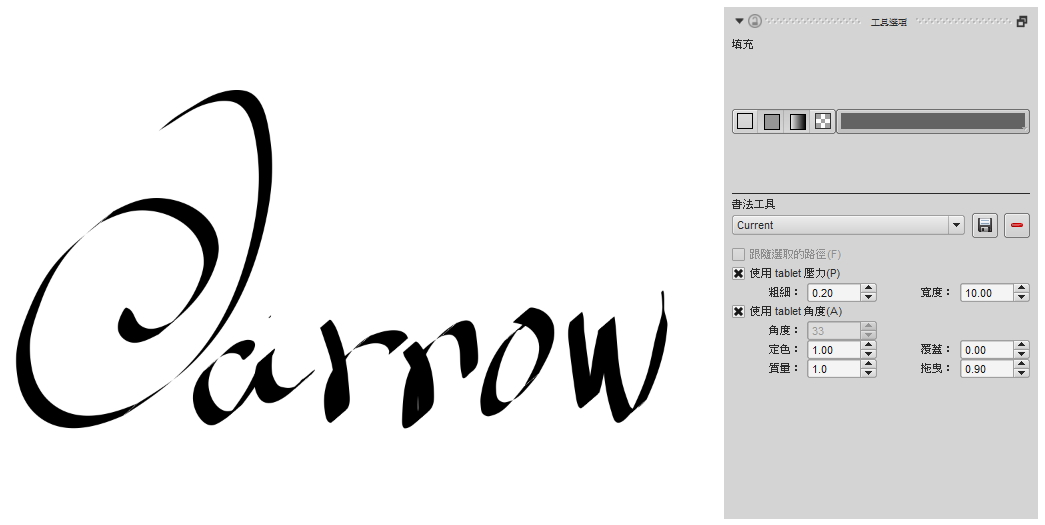 Darrow
工具選項
填充
書法工具
Current
跟隨選取的路徑(F)
使用 tablet 壓力(P)
粗細： 0.20 寬度： 10.00
使用 tablet 角度(A)
角度： 33
定色： 1.00 覆蓋： 0.00
質量： 1.0 拖曳： 0.90